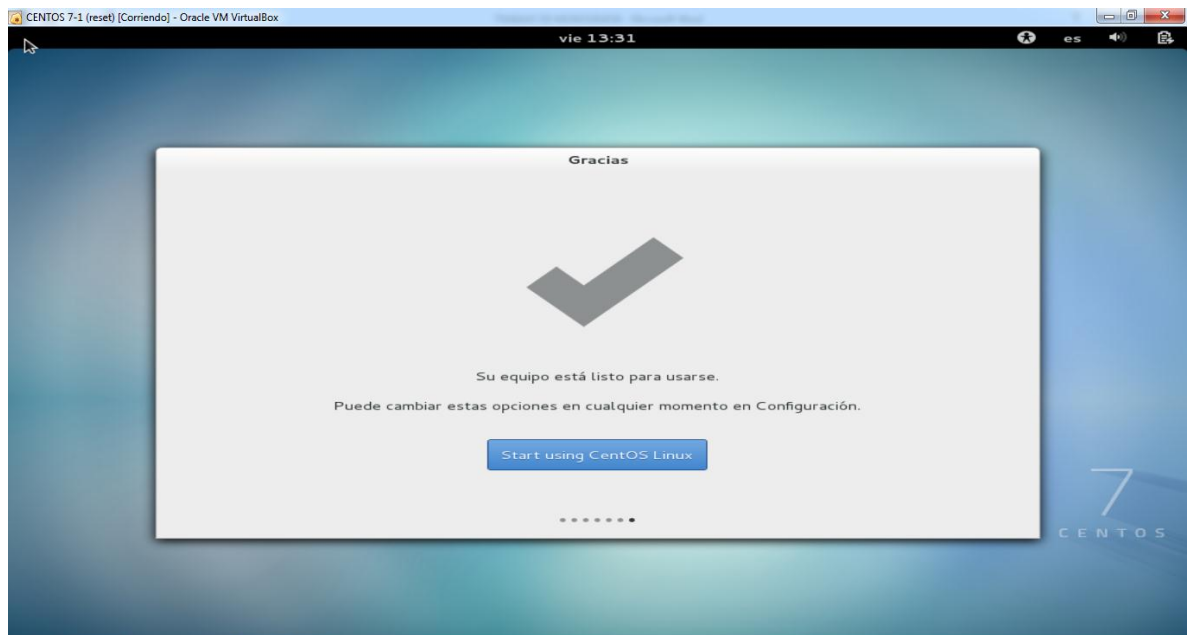 CENTOS 7-1 (reset) [Corriendo] - Oracle VM VirtualBox
vie 13:31
es
Gracias
Su equipo está listo para usarse.
Puede cambiar estas opciones en cualquier momento en Configuración.
Start using CentOS Linux
7
CENTOS